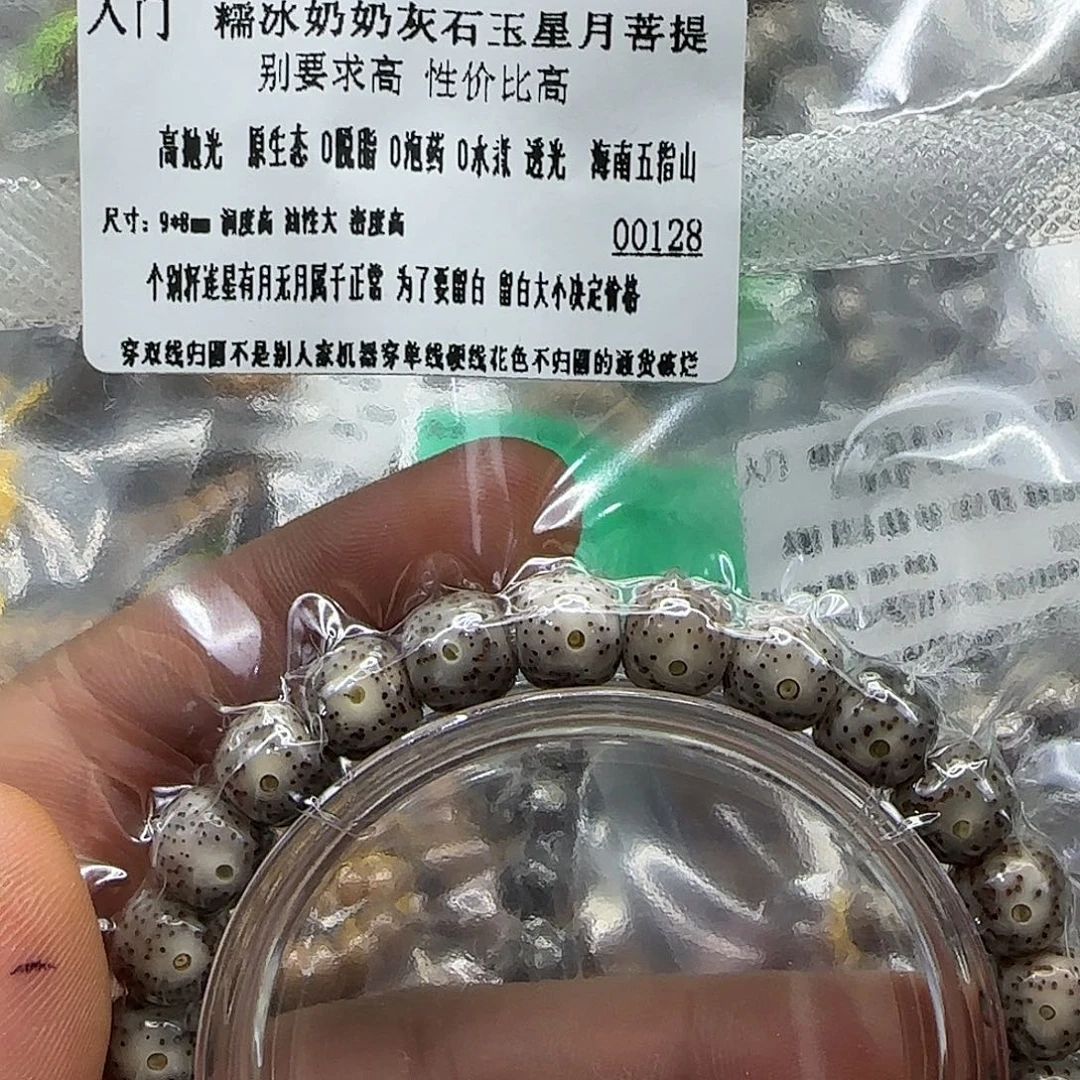 入门 糯冰奶奶灰石玉星月菩提
别要求高 性价比高
高抛光 原生态 0脱脂 0泡药 0水煮 透光 海南五指山
尺寸：9*8mm 润度高 油性大 密度高
00128
个别籽连星有月无月属于正常 为了要留白 留白大小决定价格
穿双线归圆不是别人家机器穿单线硬线花色不归圆的通货破烂